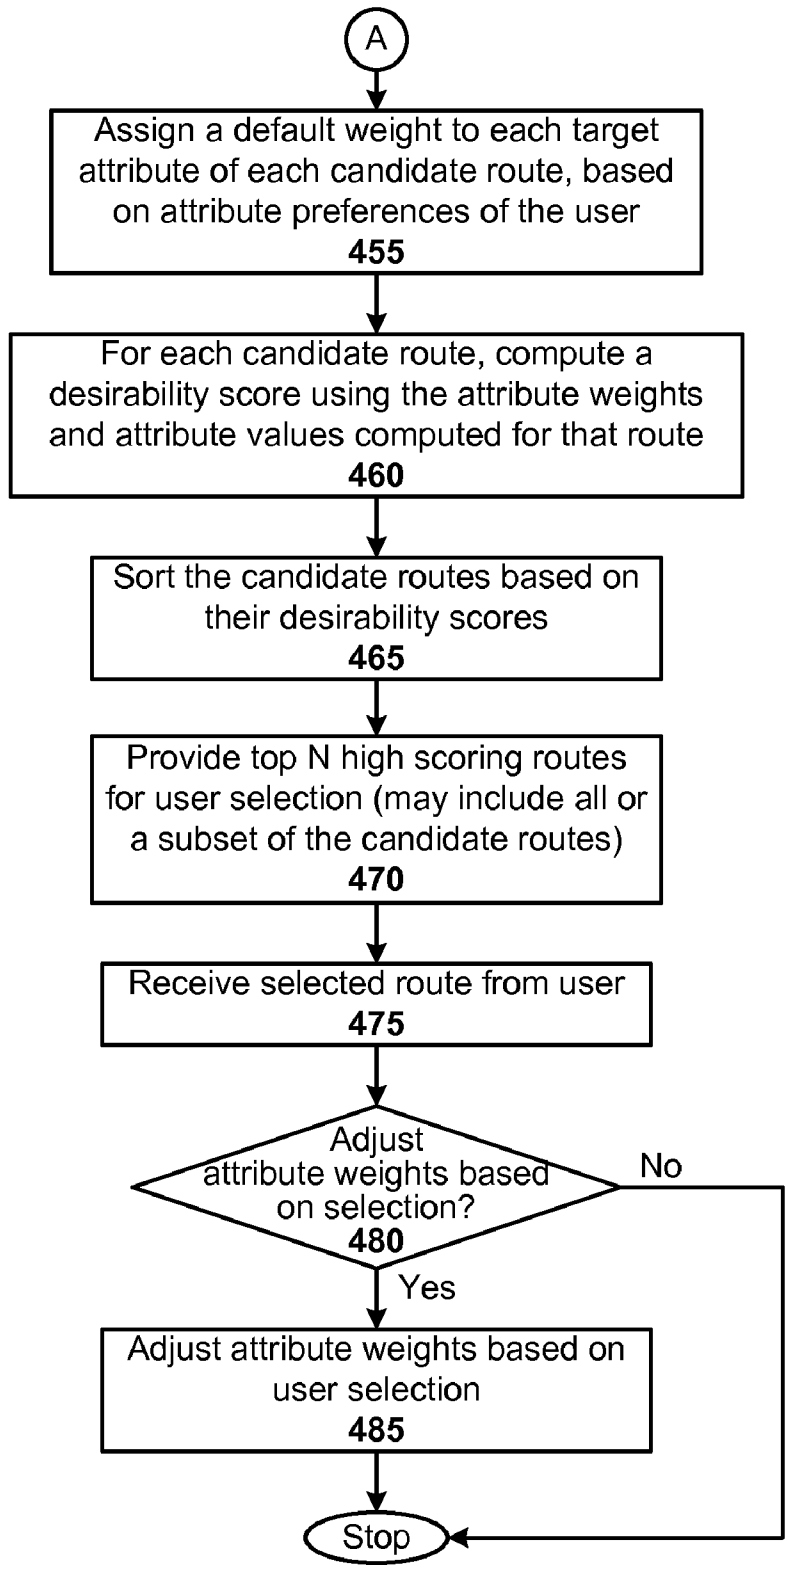 A
Assign a default weight to each target
attribute of each candidate route, based
on attribute preferences of the user
455
For each candidate route, compute a
desirability score using the attribute weights
and attribute values computed for that route
460
Sort the candidate routes based on
their desirability scores
465
Provide top N high scoring routes
for user selection (may include all or
a subset of the candidate routes)
470
Receive selected route from user
475
Adjust
attribute weights based
on selection?
480
No
Yes
Adjust attribute weights based on
user selection
485
Stop